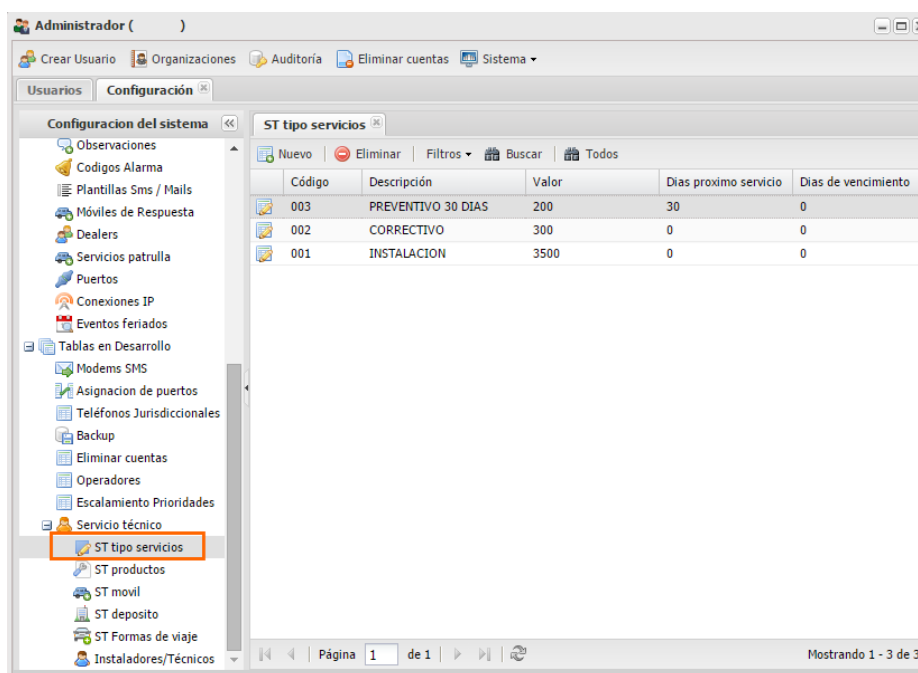 Administrador ( )
Crear Usuario Organizaciones Auditoría Eliminar cuentas Sistema
Usuarios Configuración
Configuracion del sistema
Observaciones
Codigos Alarma
Plantillas Sms / Mails
Móviles de Respuesta
Dealers
Servicios patrulla
Puertos
Conexiones IP
Eventos feriados
Tablas en Desarrollo
Modems SMS
Asignacion de puertos
Teléfonos Jurisdiccionales
Backup
Eliminar cuentas
Operadores
Escalamiento Prioridades
Servicio técnico
ST tipo servicios
ST productos
ST movil
ST deposito
ST Formas de viaje
Instaladores/Técnicos
ST tipo servicios
Nuevo Eliminar Filtros Buscar Todos
Código Descripción Valor Dias proximo servicio Dias de vencimiento
003 PREVENTIVO 30 DIAS 200 30 0
002 CORRECTIVO 300 0 0
001 INSTALACION 3500 0 0
Página 1 de 1 Mostrando 1 - 3 de 3